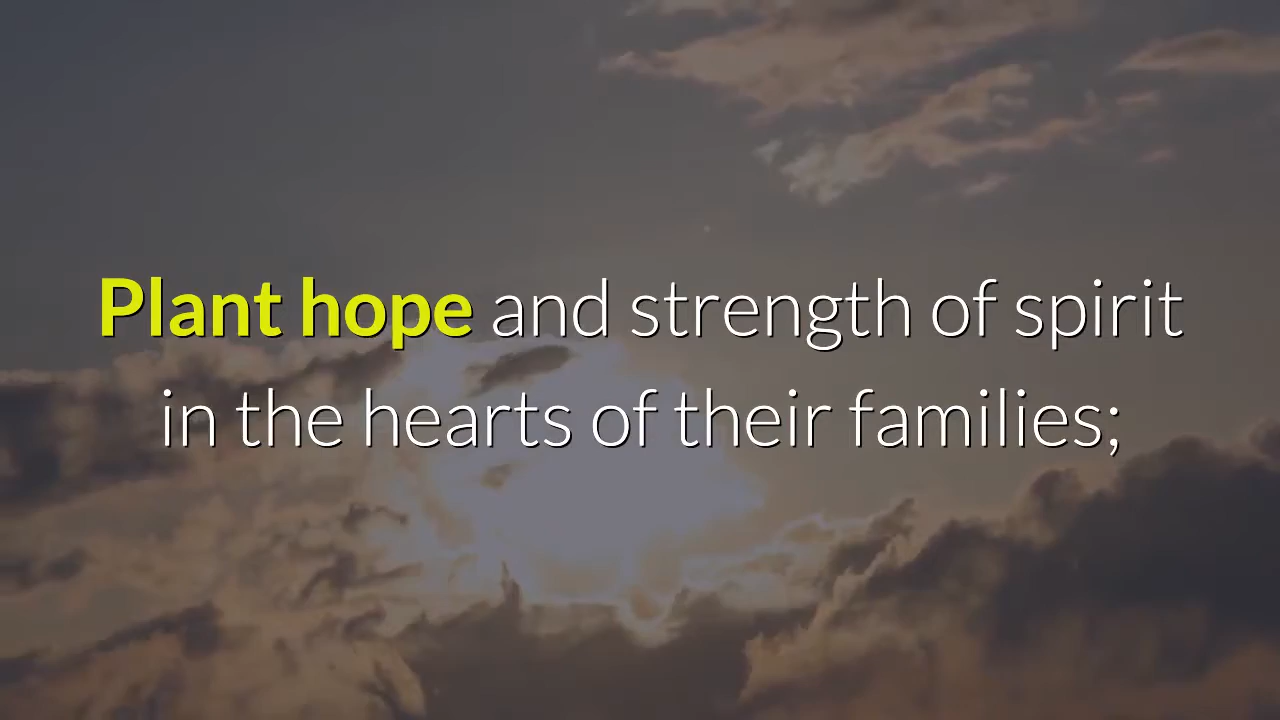 Plant hope and strength of spirit
in the hearts of their families;